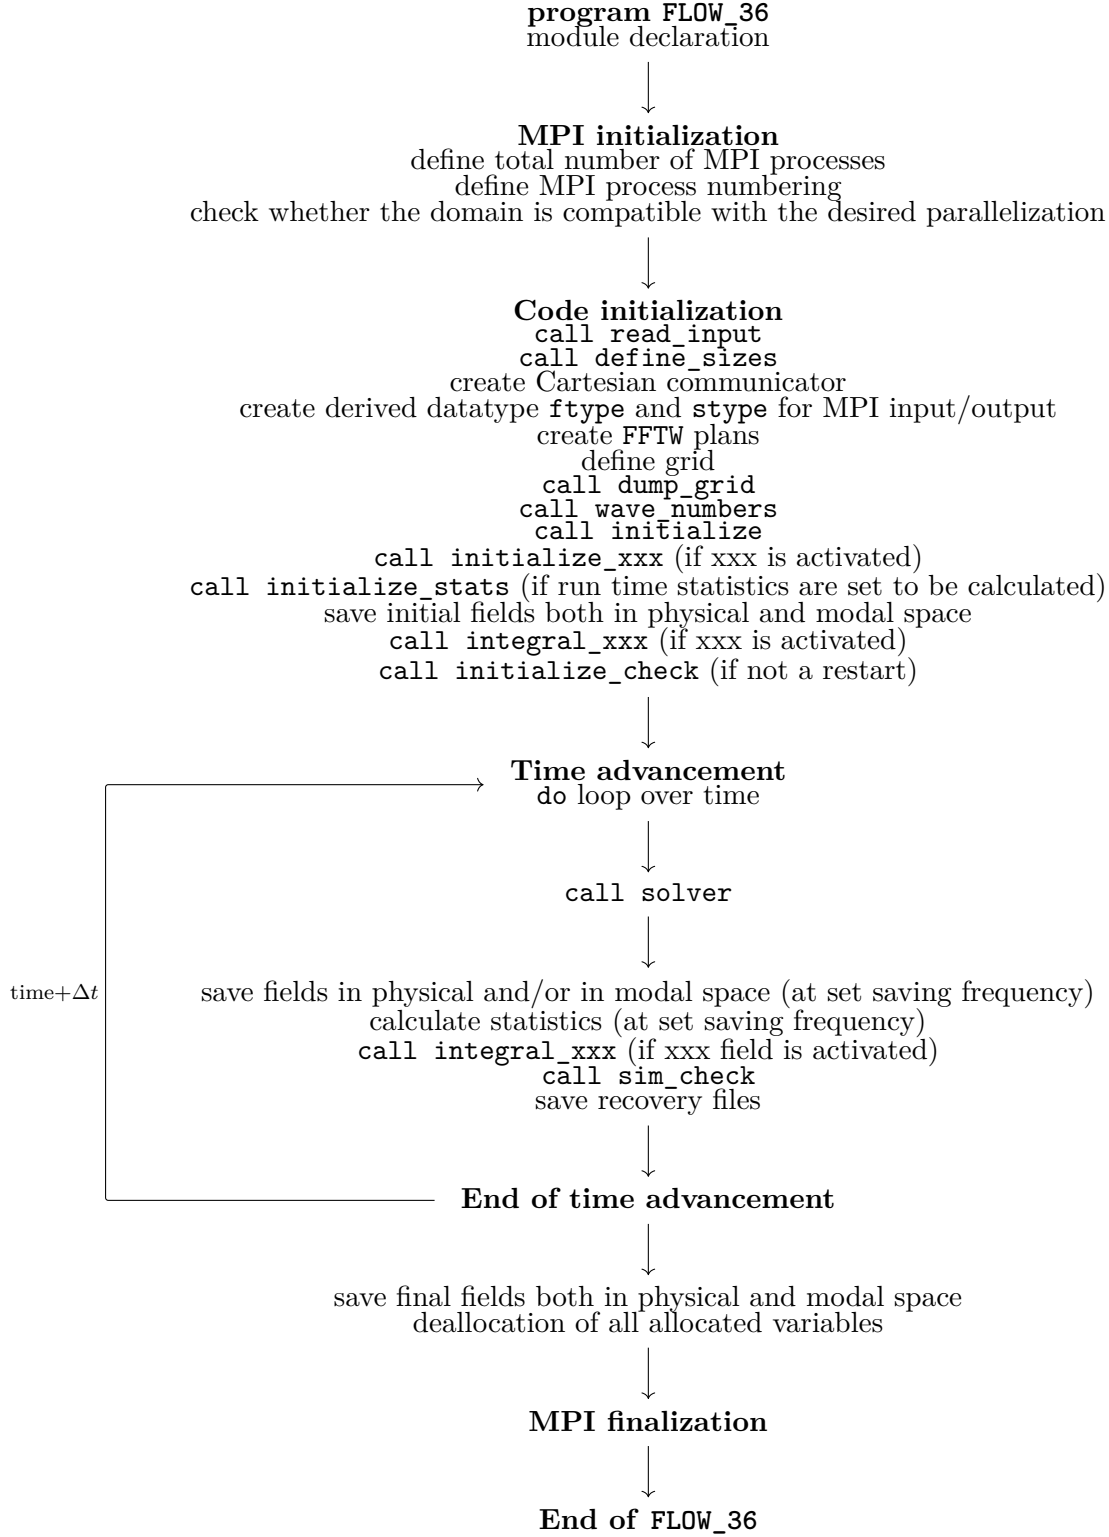 program FLOW_36
module declaration
MPI initialization
define total number of MPI processes
define MPI process numbering
check whether the domain is compatible with the desired parallelization
Code initialization
call read_input
call define_sizes
create Cartesian communicator
create derived datatype ftype and stype for MPI input/output
create FFTW plans
define grid
call dump_grid
call wave_numbers
call initialize
call initialize_xxx (if xxx is activated)
call initialize_stats (if run time statistics are set to be calculated)
save initial fields both in physical and modal space
call integral_xxx (if xxx is activated)
call initialize_check (if not a restart)
Time advancement
do loop over time
call solver
time+Δt
save fields in physical and/or in modal space (at set saving frequency)
calculate statistics (at set saving frequency)
call integral_xxx (if xxx field is activated)
call sim_check
save recovery files
End of time advancement
save final fields both in physical and modal space
deallocation of all allocated variables
MPI finalization
End of FLOW_36